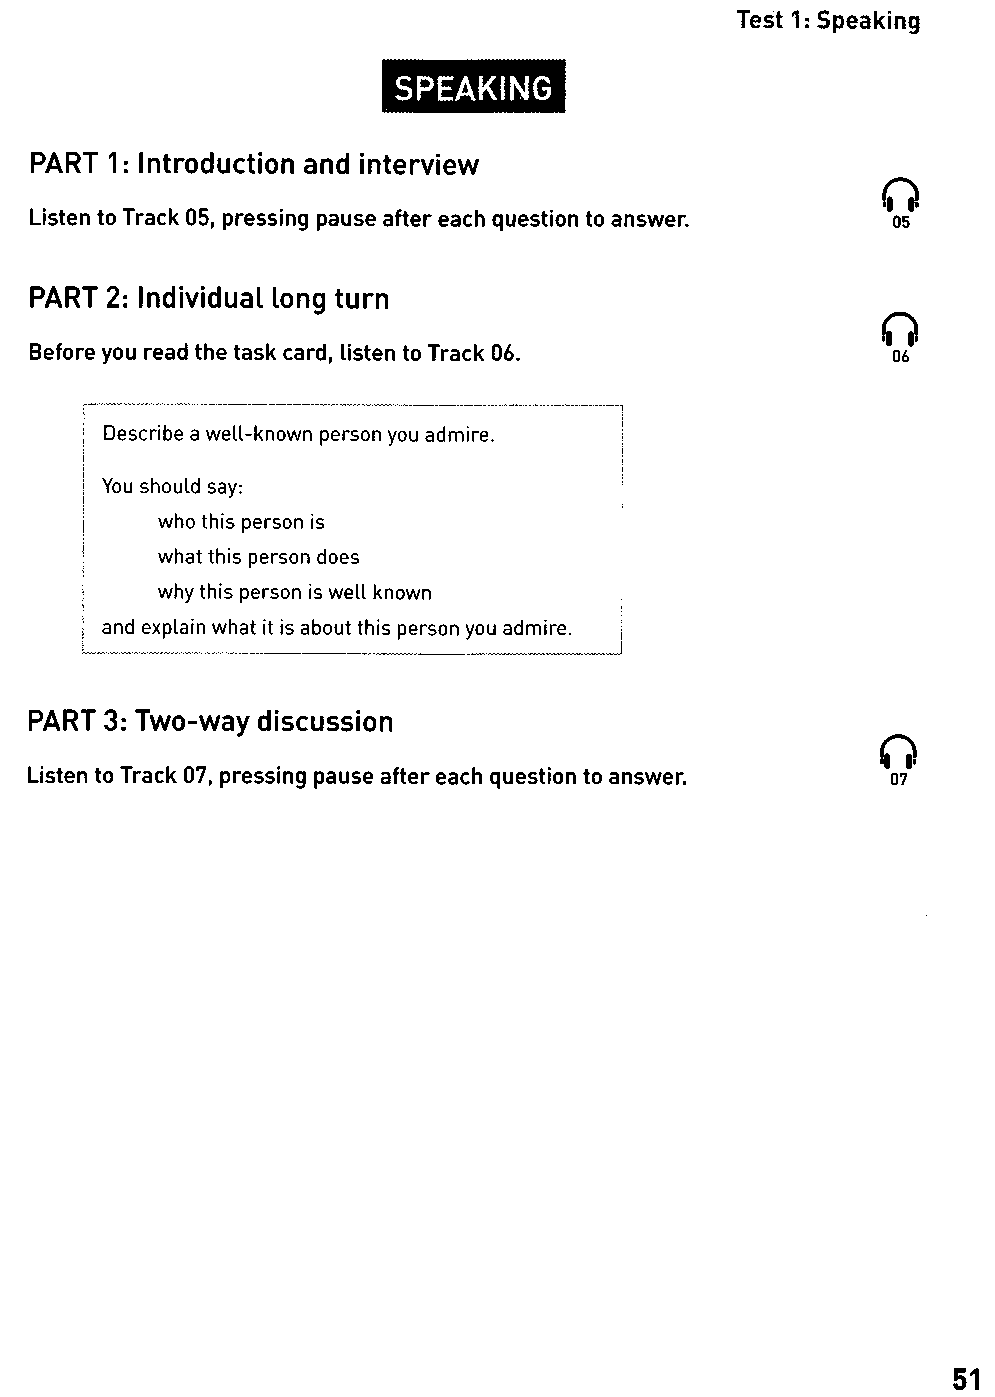 Test 1: Speaking
SPEAKING
PART 1: Introduction and interview
Listen to Track 05, pressing pause after each question to answer.
05
PART 2: Individual long turn
Before you read the task card, listen to Track 06.
06
Describe a well-known person you admire.
You should say:
who this person is
what this person does
why this person is well known
and explain what it is about this person you admire.
PART 3: Two-way discussion
Listen to Track 07, pressing pause after each question to answer.
07
51